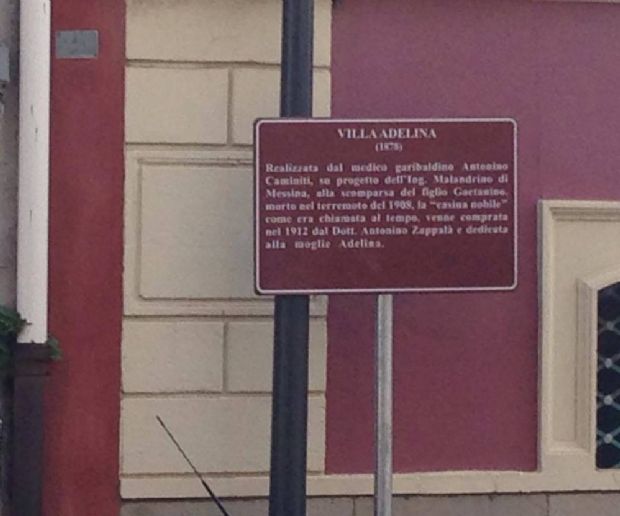 VILLA ADELINA
(1878)
Realizzata dal medico garibaldino Antonino
Caminiti, su progetto dell'Ing. Malandrino di
Messina, alla scomparsa del figlio Gaetanino,
morto nel terremoto del 1908, la "casina nobile"
come era chiamata al tempo, venne comprata
nel 1912 dal Dott. Antonino Zappalà e dedicata
alla moglie Adelina.